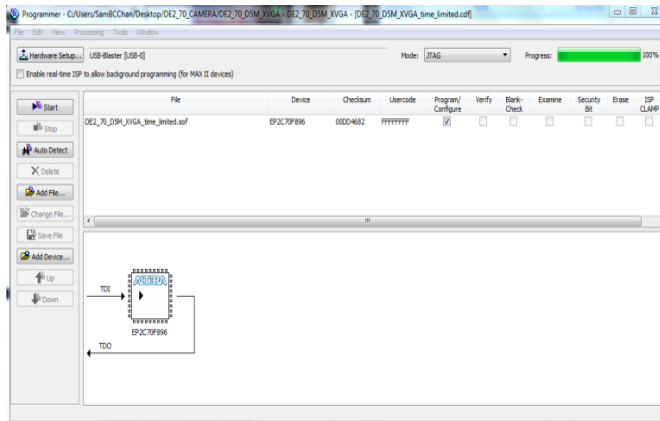 Programmer - C:/Users/SamBCChan/Desktop/DE2_70_CAMERA/DE2_70_D5M_XVGA - DE2_70_D5M_XVGA - [DE2_70_D5M_XVGA_time_limited.cdf]
File Edit View Processing Tools Window
Hardware Setup... USB-Blaster [USB-0] Mode: JTAG Progress: 100%
Enable real-time ISP to allow background programming (for MAX II devices)
File Device Checksum Usercode Program/ Configure Verify Blank- Check Examine Security Bit Erase ISP CLAMP
DE2_70_D5M_XVGA_time_limited.sof EP2C70F896 00DD4682 FFFFFFFF
Start
Stop
Auto Detect
Delete
Add File...
Change File...
Save File
Add Device...
Up
Down
TDI
ALTERA
EP2C70F896
TDO